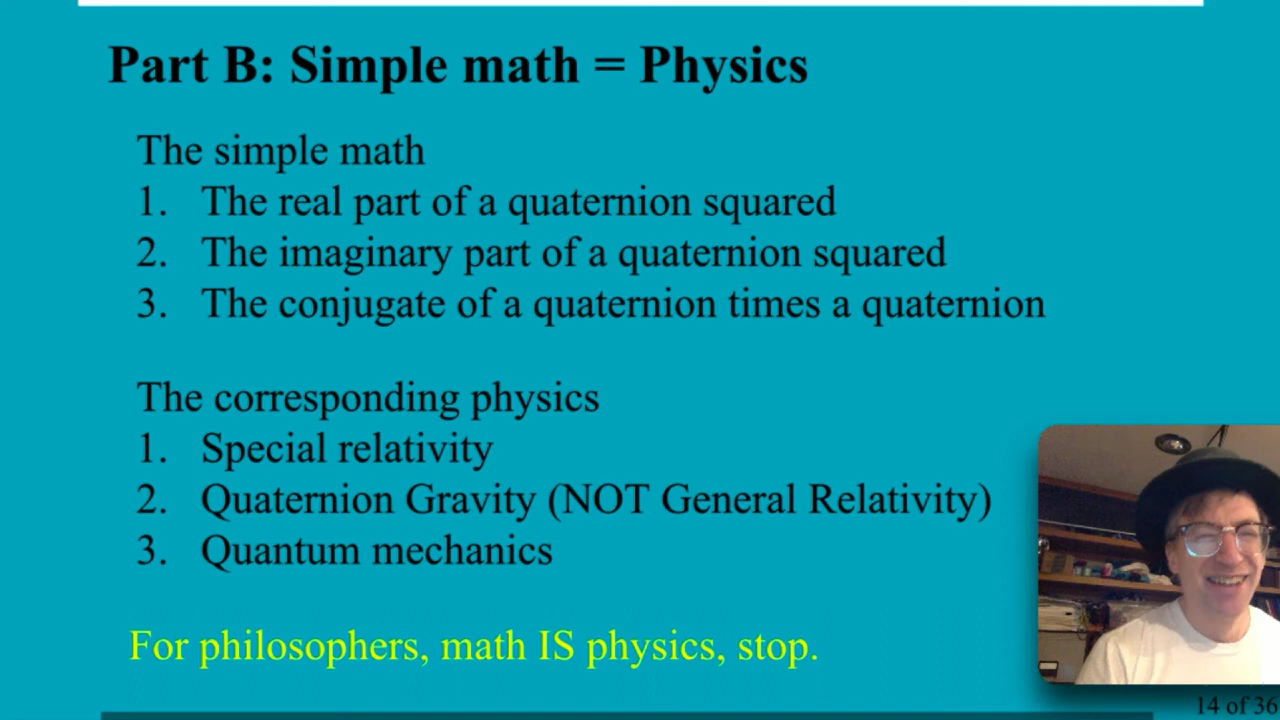 Part B: Simple math = Physics
The simple math
1. The real part of a quaternion squared
2. The imaginary part of a quaternion squared
3. The conjugate of a quaternion times a quaternion
The corresponding physics
1. Special relativity
2. Quaternion Gravity (NOT General Relativity)
3. Quantum mechanics
For philosophers, math IS physics, stop.
14 of 36